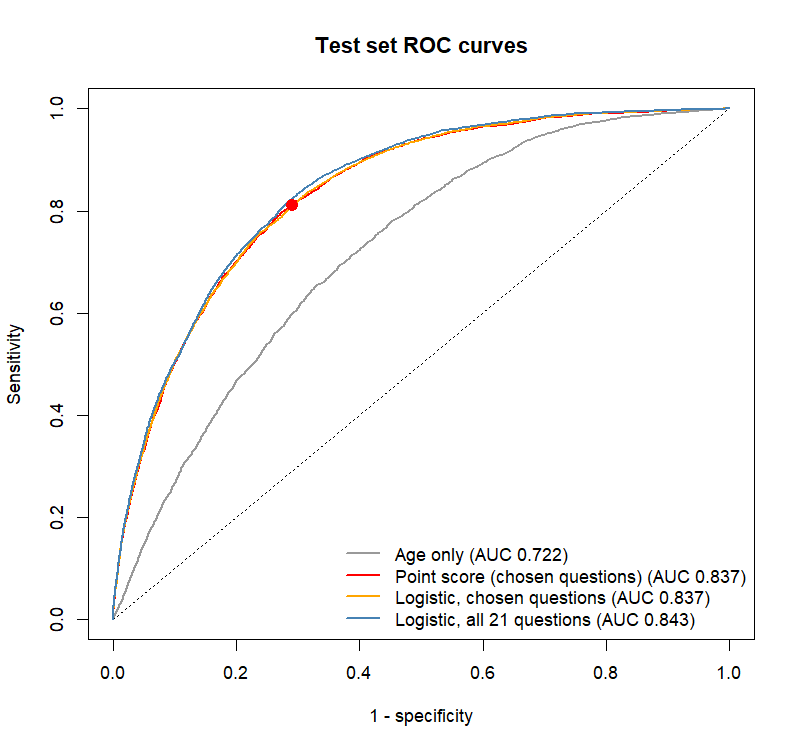 Test set ROC curves
1.0
0.8
0.6
0.4
0.2
0.0
Sensitivity
Age only (AUC 0.722)
Point score (chosen questions) (AUC 0.837)
Logistic, chosen questions (AUC 0.837)
Logistic, all 21 questions (AUC 0.843)
0.0 0.2 0.4 0.6 0.8 1.0
1 - specificity